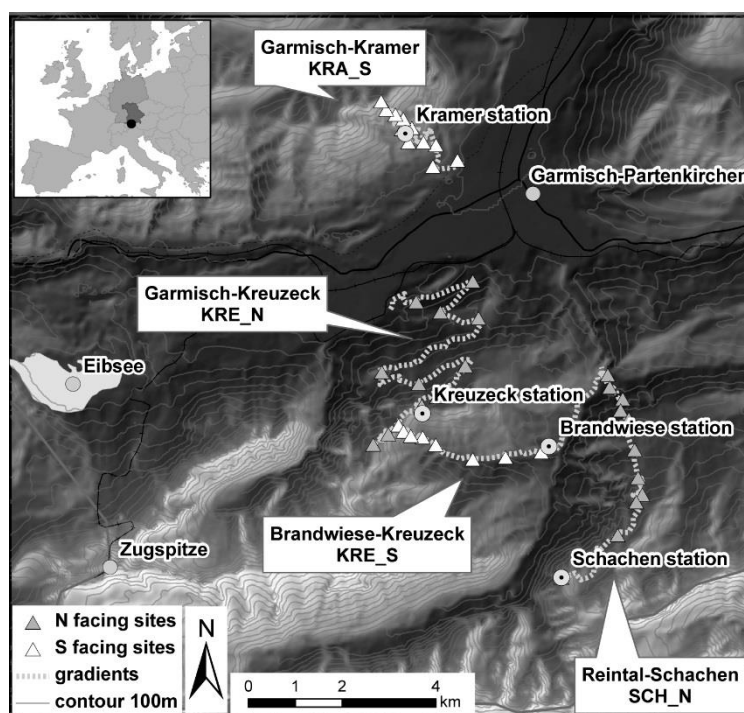 Garmisch-Kramer
KRA_S
Kramer station
Garmisch-Partenkirchen
Garmisch-Kreuzeck
KRE_N
Eibsee
Kreuzeck station
Brandwiese station
Brandwiese-Kreuzeck
KRE_S
Zugspitze
Schachen station
N facing sites
S facing sites
gradients
contour 100m
N
0 1 2 4
km
Reintal-Schachen
SCH_N